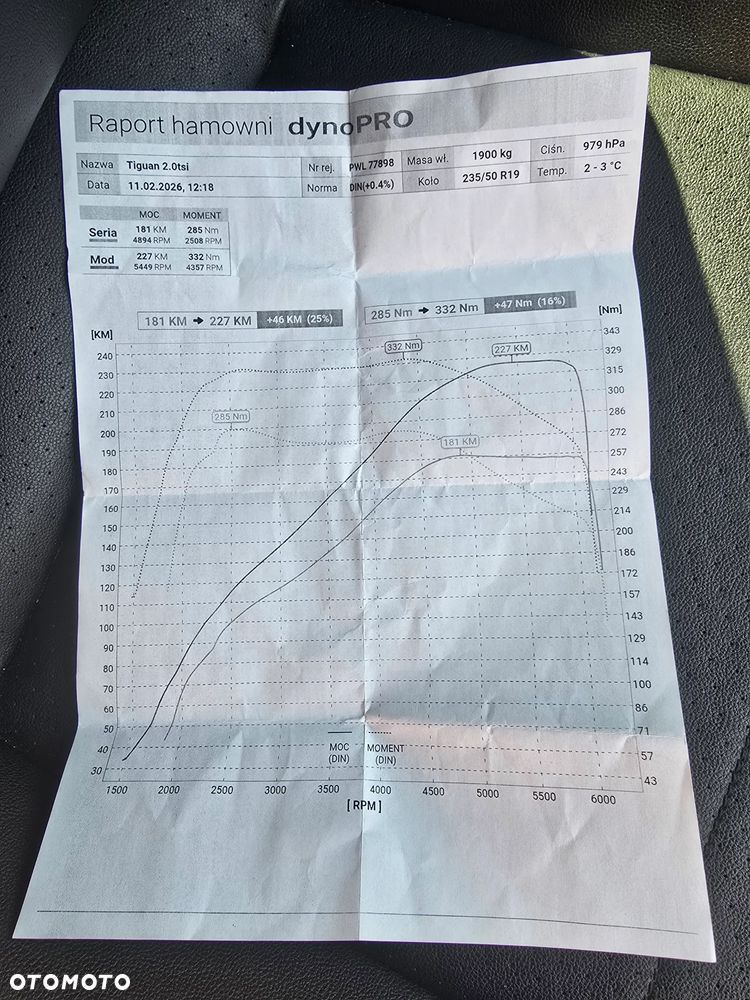 Raport hamowni dynoPRO
Nazwa Tiguan 2.0tsi Nr rej. PWL 77898 Masa wł. 1900 kg Ciśn. 979 hPa
Data 11.02.2026, 12:18 Norma DIN(+0.4%) Koło 235/50 R19 Temp. 2 - 3 °C
MOC MOMENT
Seria 181 KM 285 Nm
4894 RPM 2508 RPM
Mod 227 KM 332 Nm
5449 RPM 4357 RPM
181 KM ➔ 227 KM +46 KM (25%) 285 Nm ➔ 332 Nm +47 Nm (16%)
[KM] [Nm]
240 343
230 332 Nm 227 KM 329
220 315
210 285 Nm 300
200 286
190 181 KM 272
180 257
170 243
160 229
150 214
140 200
130 186
120 172
110 157
100 143
90 129
80 114
70 100
60 86
50 71
40 MOC MOMENT 57
30 (DIN) (DIN) 43
1500 2000 2500 3000 3500 4000 4500 5000 5500 6000
[ RPM ]
OTOMOTO